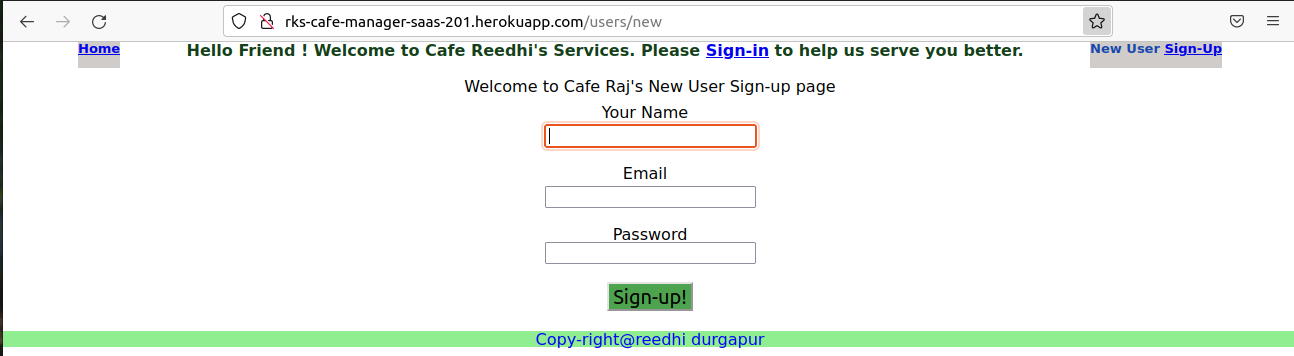 rks-cafe-manager-saas-201.herokuapp.com/users/new
Home Hello Friend ! Welcome to Cafe Reedhi's Services. Please Sign-in to help us serve you better. New User Sign-Up
Welcome to Cafe Raj's New User Sign-up page
Your Name
Email
Password
Sign-up!
Copy-right@reedhi durgapur